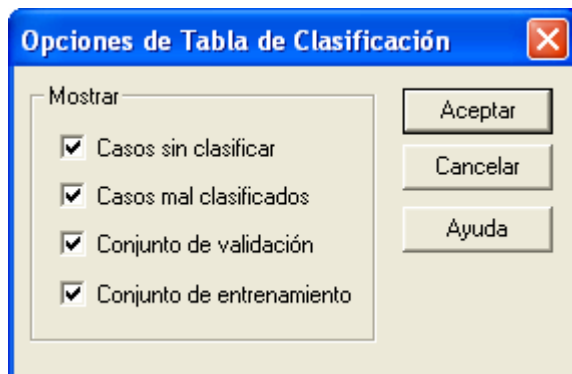 Opciones de Tabla de Clasificación
Mostrar
Casos sin clasificar
Casos mal clasificados
Conjunto de validación
Conjunto de entrenamiento
Aceptar
Cancelar
Ayuda